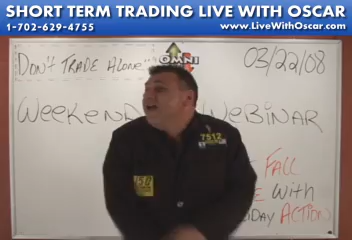 SHORT TERM TRADING LIVE WITH OSCAR
1-702-629-4755 www.LiveWithOscar.com
DON'T TRADE ALONE
OMNI
03/22/08
WEEKEND WEBINAR
7512
FALL
WITH
ACTION